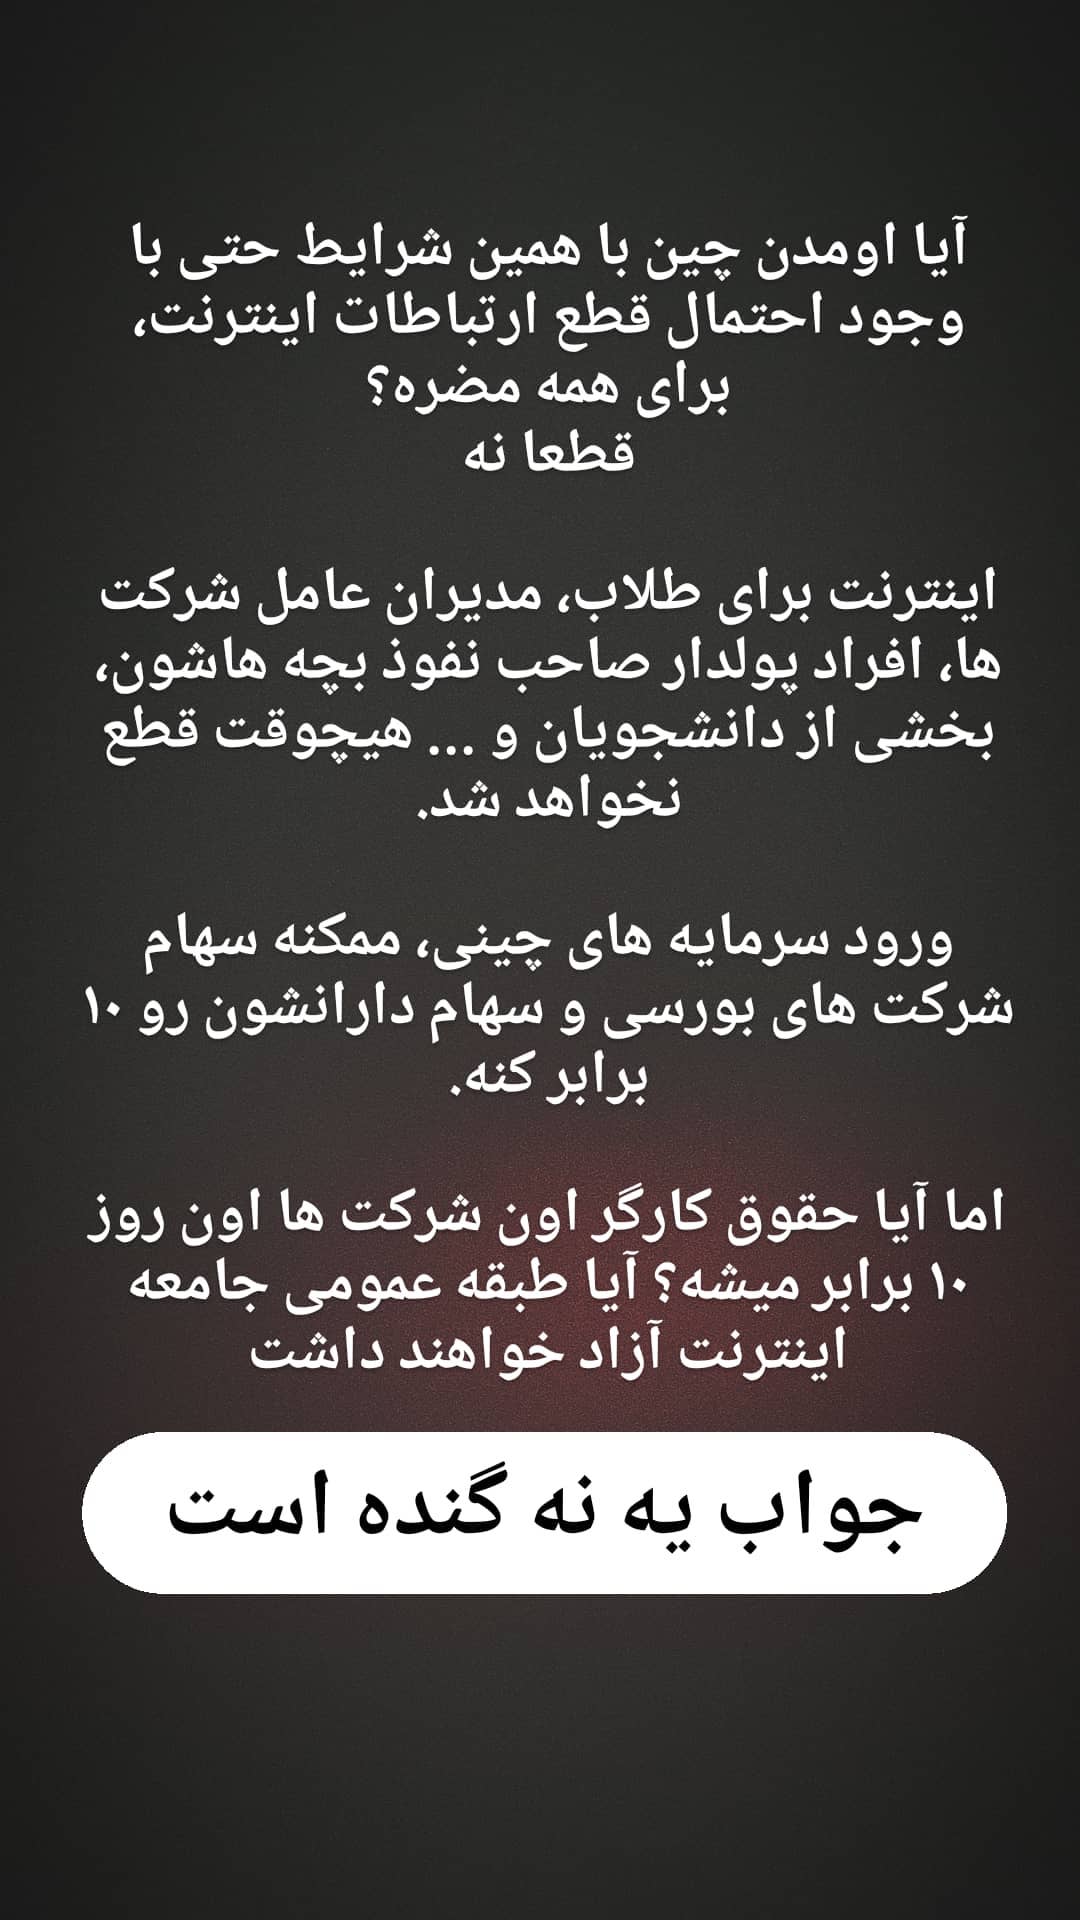 آیا اومدن چین با همین شرایط حتی با
وجود احتمال قطع ارتباطات اینترنت،
برای همه مضره؟
قطعا نه
اینترنت برای طلاب، مدیران عامل شرکت
ها، افراد پولدار صاحب نفوذ بچه هاشون،
بخشی از دانشجویان و ... هیچوقت قطع
نخواهد شد.
ورود سرمایه های چینی، ممکنه سهام
شرکت های بورسی و سهام دارانشون رو ۱۰
برابر کنه.
اما آیا حقوق کارگر اون شرکت ها اون روز
۱۰ برابر میشه؟ آیا طبقه عمومی جامعه
اینترنت آزاد خواهند داشت
جواب یه نه گنده است